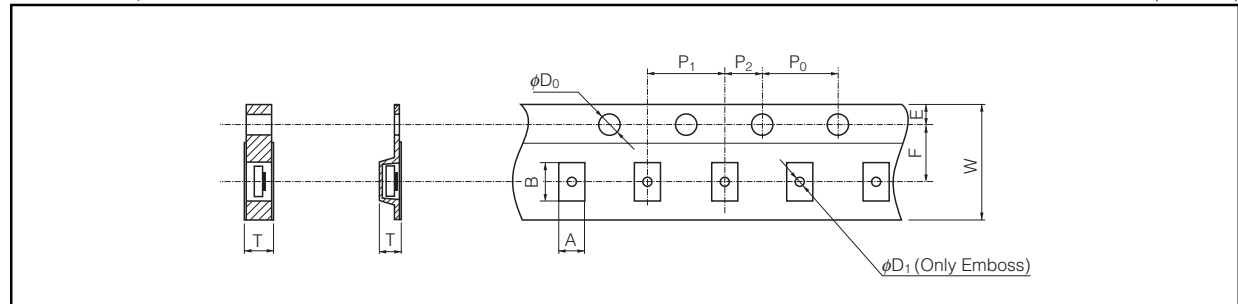 P₁
P₂
P₀
ϕD₀
E
F
W
B
T
T
A
ϕD₁ (Only Emboss)